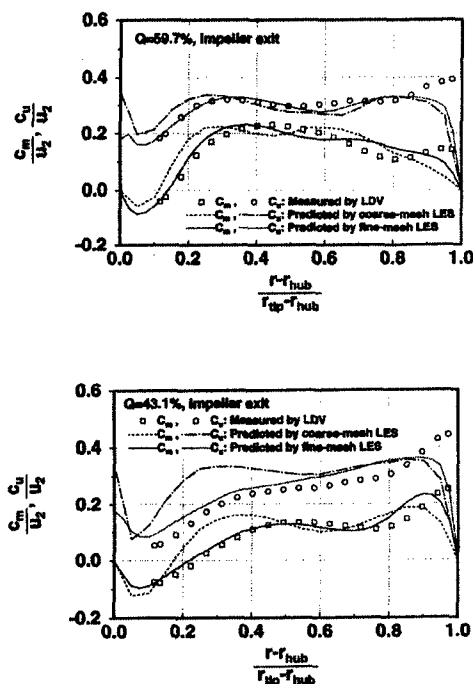 Q=59.7%, Impeller exit
0.6
0.4
0.2
0.0
-0.2
C_m/u_2, C_u/u_2
C_m, C_u: Measured by LDV
C_m, C_u: Predicted by coarse-mesh LES
C_m, C_u: Predicted by fine-mesh LES
0.0 0.2 0.4 0.6 0.8 1.0
r-r_hub
r_tip-r_hub
Q=43.1%, Impeller exit
0.6
0.4
0.2
0.0
-0.2
C_m/u_2, C_u/u_2
C_m, C_u: Measured by LDV
C_m, C_u: Predicted by coarse-mesh LES
C_m, C_u: Predicted by fine-mesh LES
0.0 0.2 0.4 0.6 0.8 1.0
r-r_hub
r_tip-r_hub